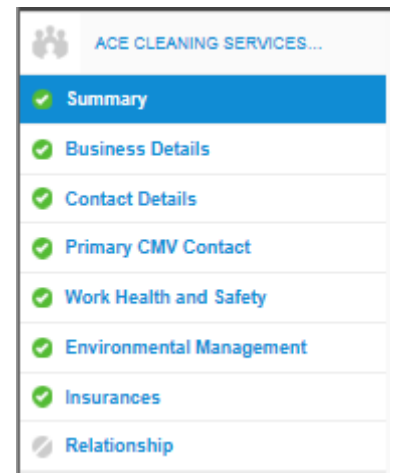 ACE CLEANING SERVICES...
Summary
Business Details
Contact Details
Primary CMV Contact
Work Health and Safety
Environmental Management
Insurances
Relationship